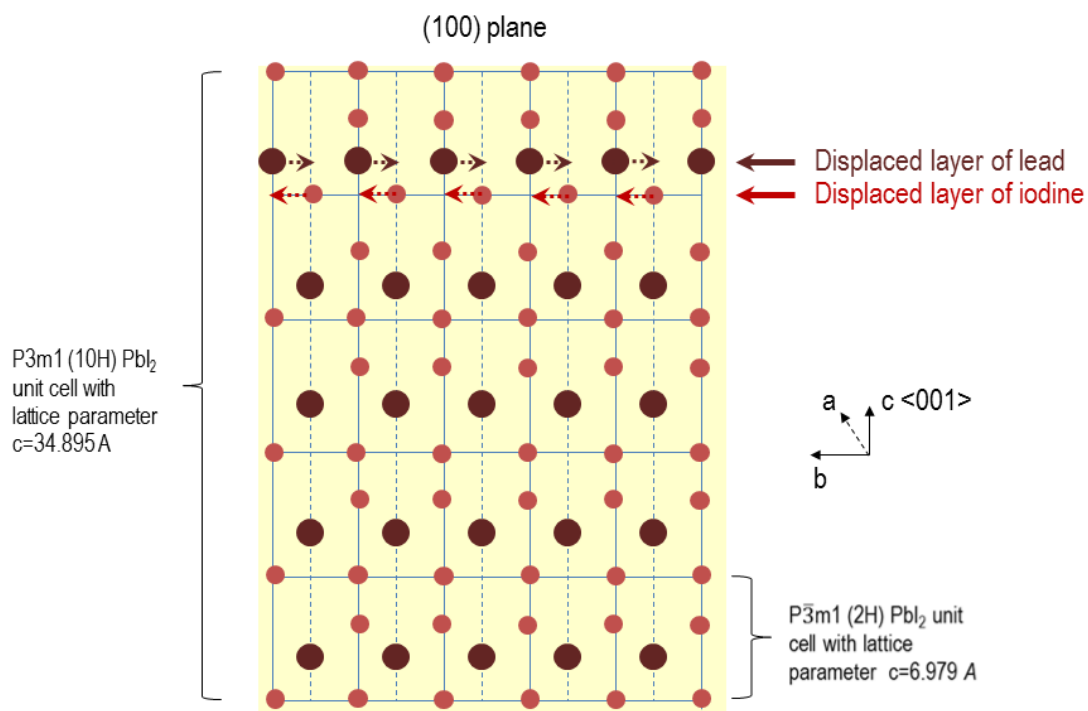 (100) plane
Displaced layer of lead
Displaced layer of iodine
P3m1 (10H) PbI₂
unit cell with
lattice parameter
c=34.895 A
a
c <001>
b
P3̅m1 (2H) PbI₂ unit
cell with lattice
parameter c=6.979 A